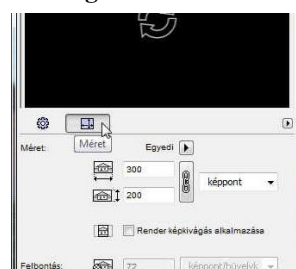 Méret
Méret:
Egyedi
300
képpont
200
Render képkivágás alkalmazása
Felbontás:
72
képpont/hüvelyk